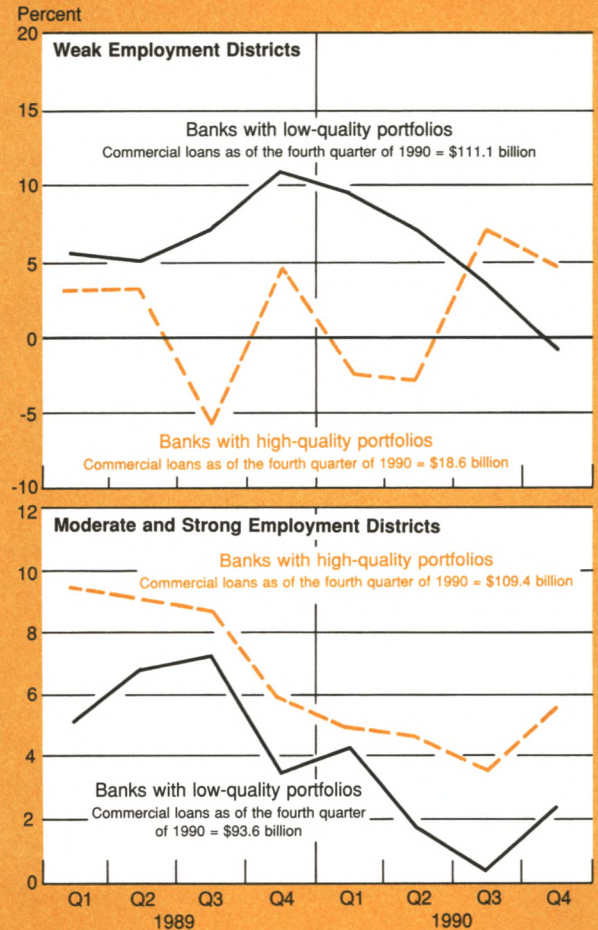 Percent
20
Weak Employment Districts
15
Banks with low-quality portfolios
Commercial loans as of the fourth quarter of 1990 = $111.1 billion
10
5
0
-5
Banks with high-quality portfolios
Commercial loans as of the fourth quarter of 1990 = $18.6 billion
-10
12
Moderate and Strong Employment Districts
Banks with high-quality portfolios
10
Commercial loans as of the fourth quarter of 1990 = $109.4 billion
8
6
4
Banks with low-quality portfolios
Commercial loans as of the fourth quarter
2
of 1990 = $93.6 billion
0
Q1 Q2 Q3 Q4 Q1 Q2 Q3 Q4
1989 1990